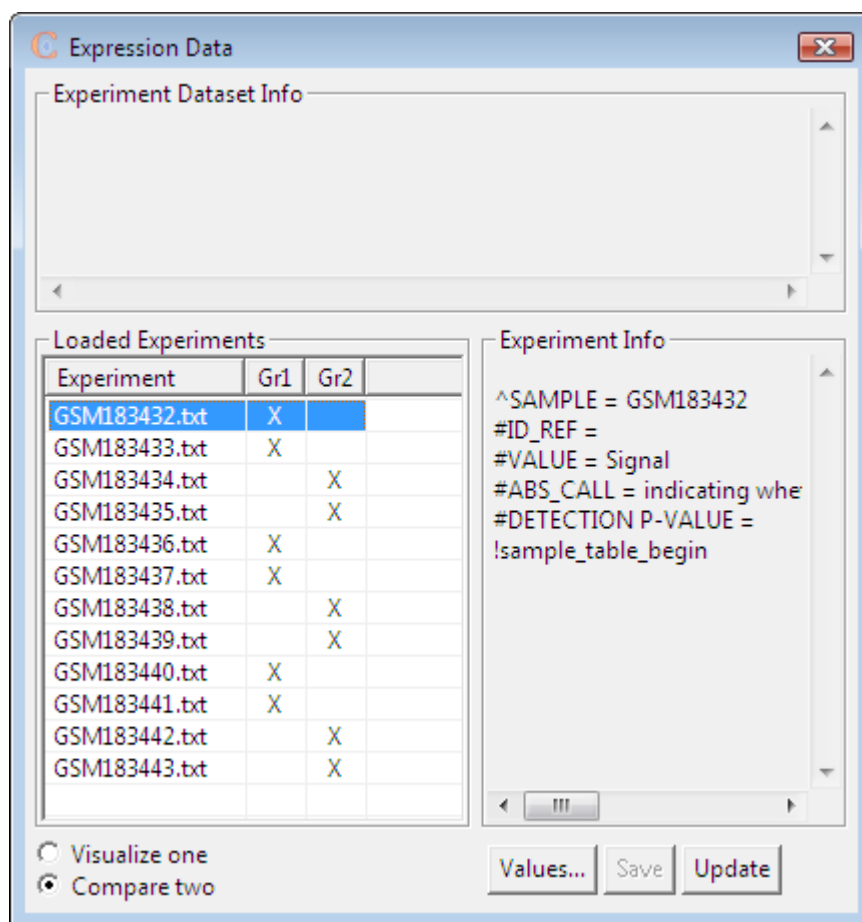 Expression Data
Experiment Dataset Info
Loaded Experiments
Experiment Gr1 Gr2
GSM183432.txt X
GSM183433.txt X
GSM183434.txt X
GSM183435.txt X
GSM183436.txt X
GSM183437.txt X
GSM183438.txt X
GSM183439.txt X
GSM183440.txt X
GSM183441.txt X
GSM183442.txt X
GSM183443.txt X
Experiment Info
^SAMPLE = GSM183432
#ID_REF =
#VALUE = Signal
#ABS_CALL = indicating whe
#DETECTION P-VALUE =
!sample_table_begin
Visualize one
Compare two
Values... Save Update